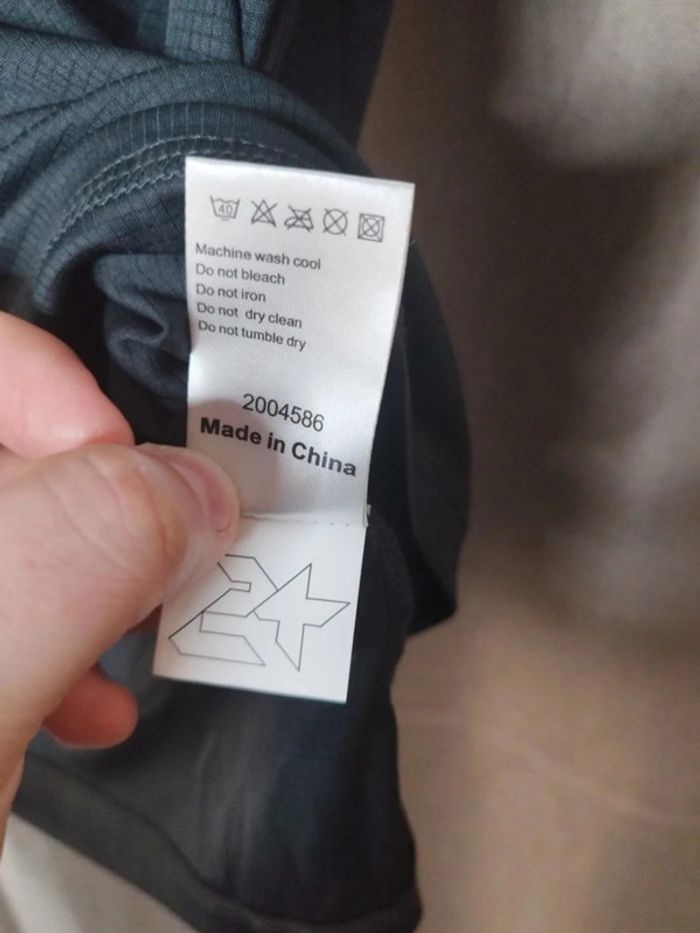 40
Machine wash cool
Do not bleach
Do not iron
Do not dry clean
Do not tumble dry
2004586
Made in China